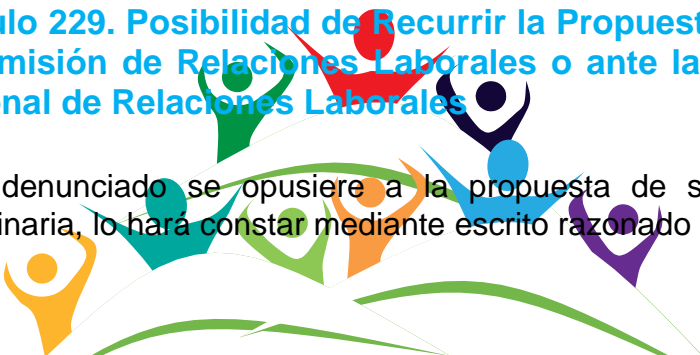 ulo 229. Posibilidad de Recurrir la Propuest
misión de Relaciones Laborales o ante la
onal de Relaciones Laborales
denunciado se opusiere a la propuesta de s
inaria, lo hará constar mediante escrito razonado